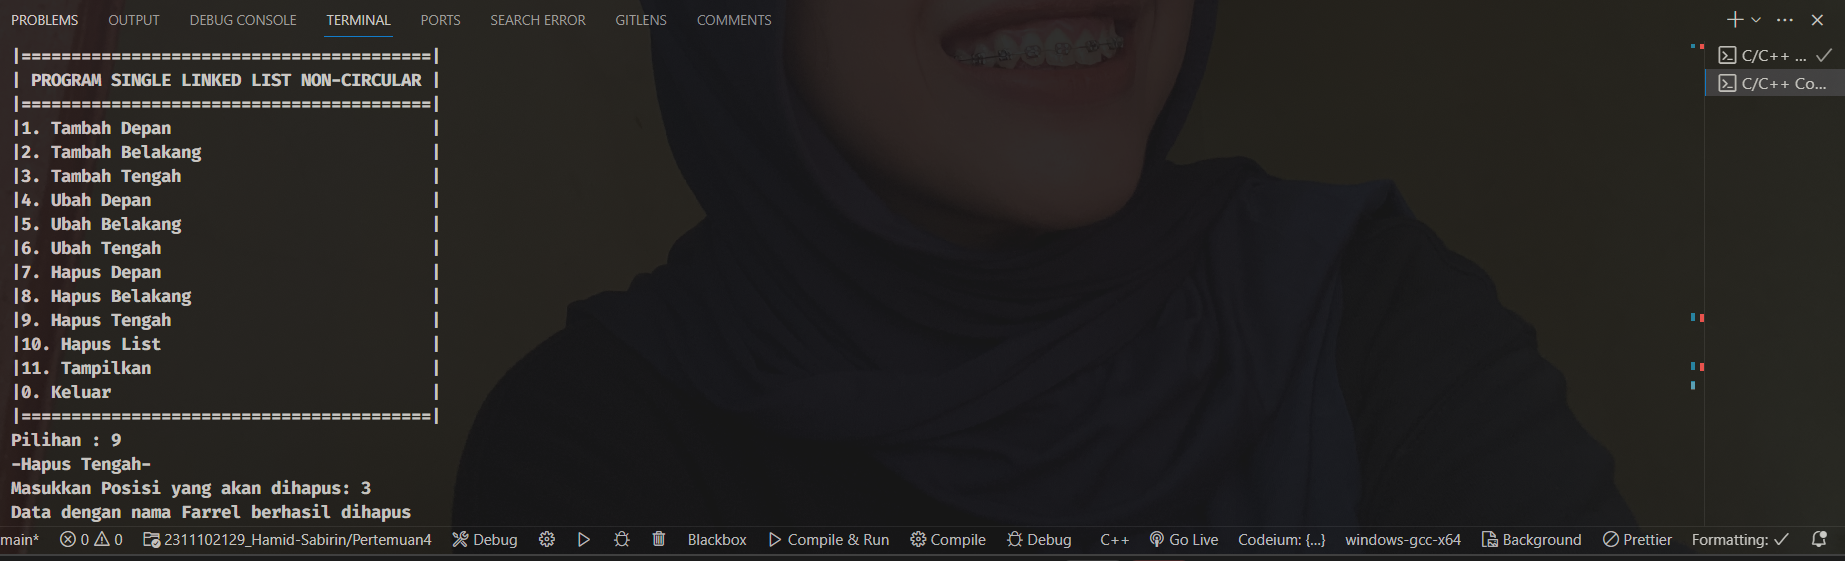 PROBLEMS OUTPUT DEBUG CONSOLE TERMINAL PORTS SEARCH ERROR GITLENS COMMENTS
|=========================================|
| PROGRAM SINGLE LINKED LIST NON-CIRCULAR |
|=========================================|
|1. Tambah Depan |
|2. Tambah Belakang |
|3. Tambah Tengah |
|4. Ubah Depan |
|5. Ubah Belakang |
|6. Ubah Tengah |
|7. Hapus Depan |
|8. Hapus Belakang |
|9. Hapus Tengah |
|10. Hapus List |
|11. Tampilkan |
|0. Keluar |
|=========================================|
Pilihan : 9
-Hapus Tengah-
Masukkan Posisi yang akan dihapus: 3
Data dengan nama Farrel berhasil dihapus
C/C++ ...
C/C++ Co...
main* 0 0 2311102129_Hamid-Sabirin/Pertemuan4 Debug Blackbox Compile & Run Compile Debug C++ Go Live Codeium: {...} windows-gcc-x64 Background Prettier Formatting: